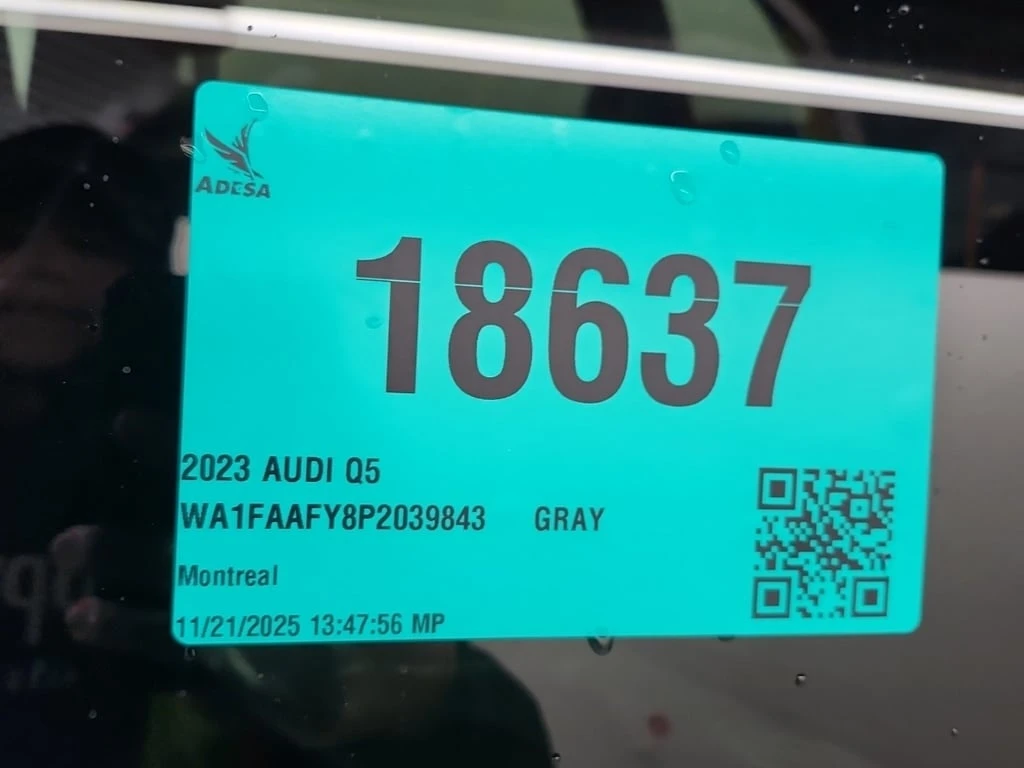 ADESA
18637
2023 AUDI Q5
WA1FAAFY8P2039843 GRAY
Montreal
11/21/2025 13:47:56 MP